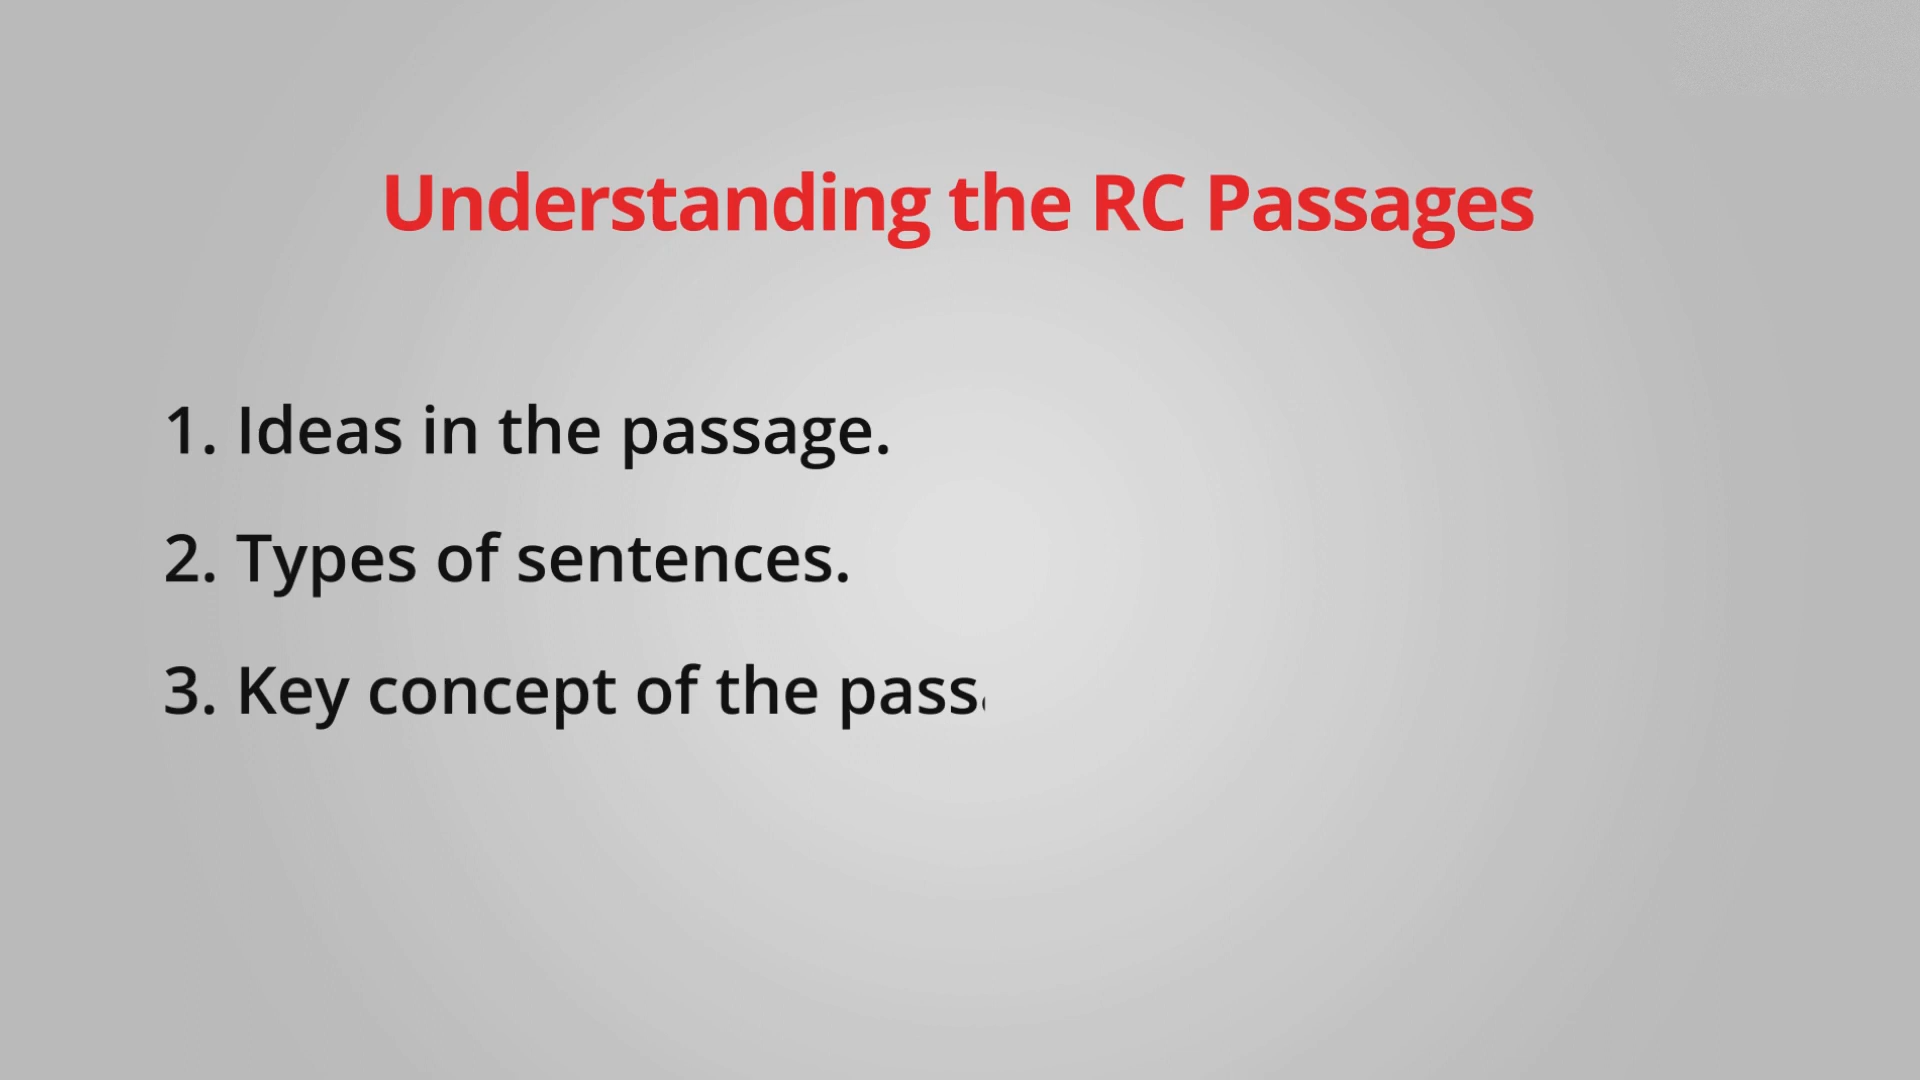 Understanding the RC Passages
1. Ideas in the passage.
2. Types of sentences.
3. Key concept of the pass